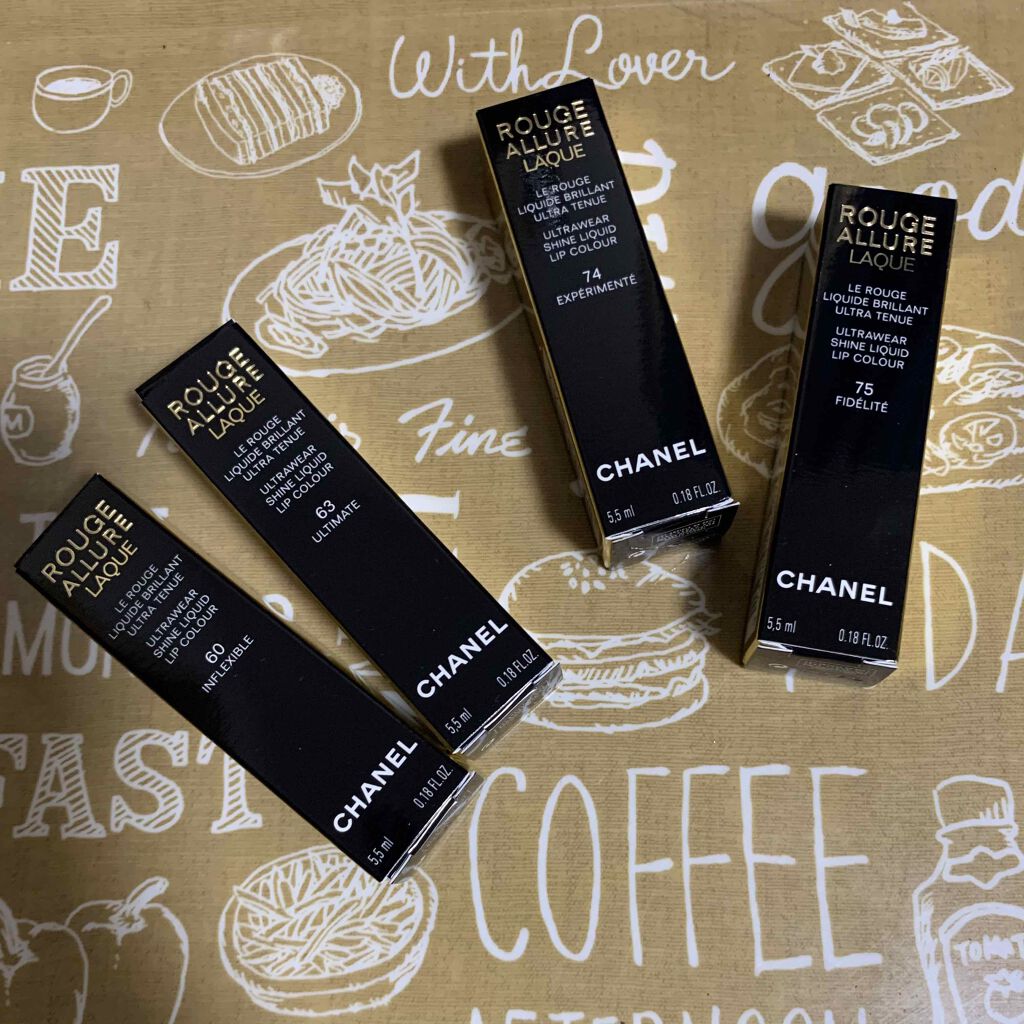 With Lover
ROUGE
ALLURE
LAQUE
LE ROUGE
LIQUIDE BRILLANT
ULTRA TENUE
ULTRAWEAR
SHINE LIQUID
LIP COLOUR
74
EXPÉRIMENTÉ
CHANEL
5,5 ml 0.18 FL.OZ.
ROUGE
ALLURE
LAQUE
LE ROUGE
LIQUIDE BRILLANT
ULTRA TENUE
ULTRAWEAR
SHINE LIQUID
LIP COLOUR
75
FIDÉLITÉ
CHANEL
5,5 ml 0.18 FL.OZ.
ROUGE
ALLURE
LAQUE
LE ROUGE
LIQUIDE BRILLANT
ULTRA TENUE
ULTRAWEAR
SHINE LIQUID
LIP COLOUR
63
ULTIMATE
CHANEL
5,5 ml 0.18 FL.OZ.
ROUGE
ALLURE
LAQUE
LE ROUGE
LIQUIDE BRILLANT
ULTRA TENUE
ULTRAWEAR
SHINE LIQUID
LIP COLOUR
60
INFLEXIBLE
CHANEL
5,5 ml 0.18 FL.OZ.
Fine
M
FAST
COFFEE
AFTERNOON